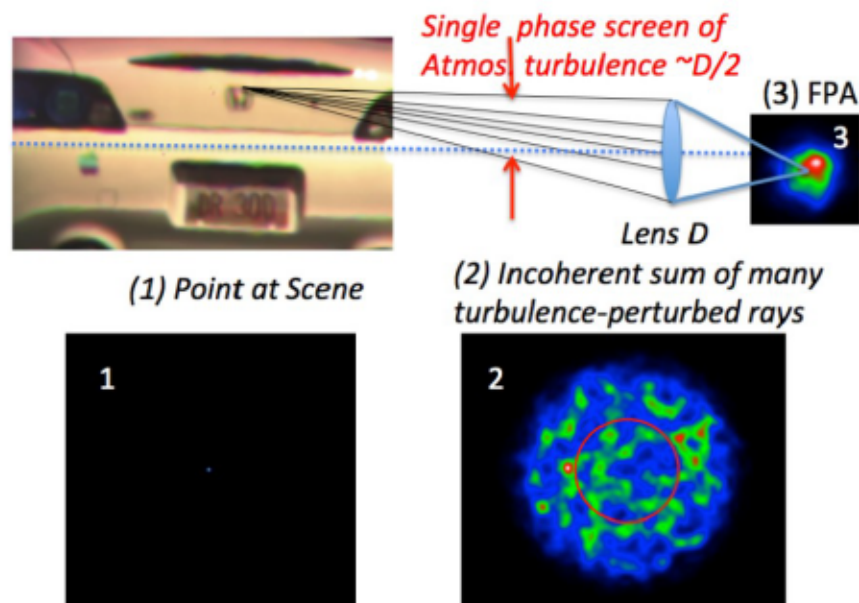 Single phase screen of
Atmos. turbulence ~D/2
(3) FPA
3
Lens D
(1) Point at Scene
(2) Incoherent sum of many
turbulence-perturbed rays
1
2